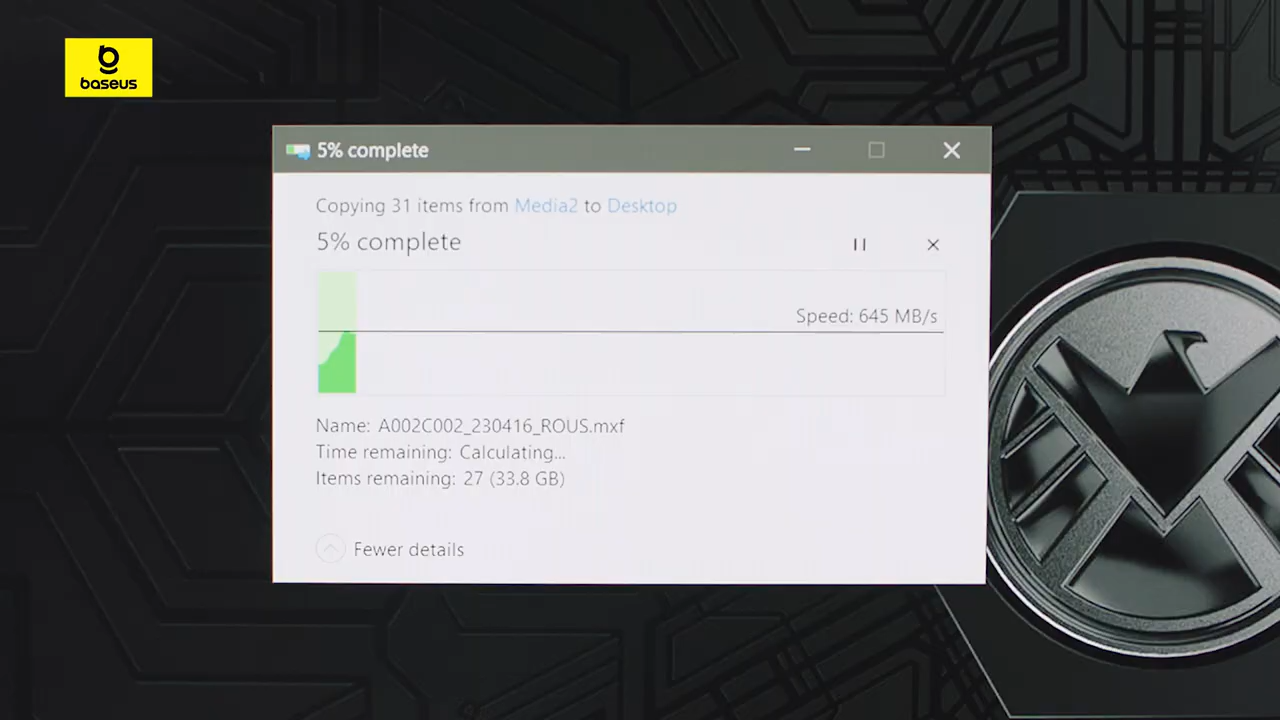 baseus
5% complete
Copying 31 items from Media2 to Desktop
5% complete
Speed: 645 MB/s
Name: A002C002_230416_ROUS.mxf
Time remaining: Calculating...
Items remaining: 27 (33.8 GB)
Fewer details